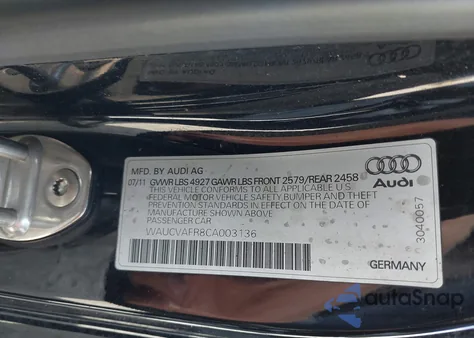 MFD. BY AUDI AG
07/11 GVWR LBS 4927 GAWR LBS FRONT 2579/REAR 2458
THIS VEHICLE CONFORMS TO ALL APPLICABLE U.S.
FEDERAL MOTOR VEHICLE SAFETY BUMPER AND THEFT
PREVENTION STANDARDS IN EFFECT ON THE DATE OF
MANUFACTURE SHOWN ABOVE.
PASSENGER CAR
WAUCVAFR8CA003136
Audi
3040057
GERMANY
autoSnap